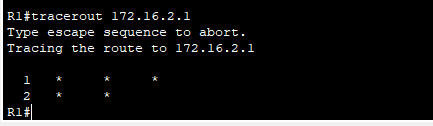 R1#tracerout 172.16.2.1
Type escape sequence to abort.
Tracing the route to 172.16.2.1
1 * * *
2 * *
R1#